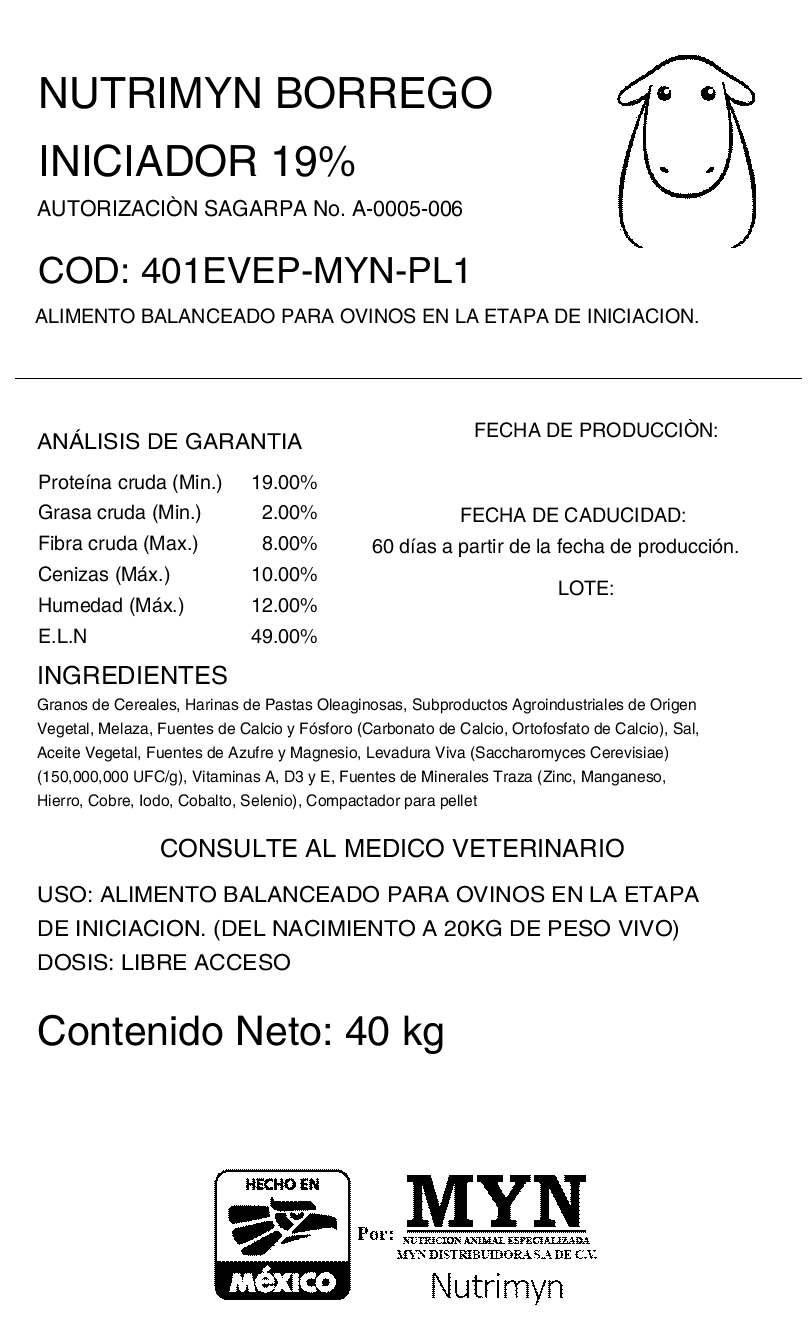 NUTRIMYN BORREGO
INICIADOR 19%
AUTORIZACIÒN SAGARPA No. A-0005-006
COD: 401EVEP-MYN-PL1
ALIMENTO BALANCEADO PARA OVINOS EN LA ETAPA DE INICIACION.
ANÁLISIS DE GARANTIA
Proteína cruda (Min.) 19.00%
Grasa cruda (Min.) 2.00%
Fibra cruda (Max.) 8.00%
Cenizas (Máx.) 10.00%
Humedad (Máx.) 12.00%
E.L.N 49.00%
FECHA DE PRODUCCIÒN:
FECHA DE CADUCIDAD:
60 días a partir de la fecha de producción.
LOTE:
INGREDIENTES
Granos de Cereales, Harinas de Pastas Oleaginosas, Subproductos Agroindustriales de Origen
Vegetal, Melaza, Fuentes de Calcio y Fósforo (Carbonato de Calcio, Ortofosfato de Calcio), Sal,
Aceite Vegetal, Fuentes de Azufre y Magnesio, Levadura Viva (Saccharomyces Cerevisiae)
(150,000,000 UFC/g), Vitaminas A, D3 y E, Fuentes de Minerales Traza (Zinc, Manganeso,
Hierro, Cobre, Iodo, Cobalto, Selenio), Compactador para pellet
CONSULTE AL MEDICO VETERINARIO
USO: ALIMENTO BALANCEADO PARA OVINOS EN LA ETAPA
DE INICIACION. (DEL NACIMIENTO A 20KG DE PESO VIVO)
DOSIS: LIBRE ACCESO
Contenido Neto: 40 kg
HECHO EN
MéXICO
Por:
MYN
NUTRICION ANIMAL ESPECIALIZADA
MYN DISTRIBUIDORA S.A DE C.V.
Nutrimyn